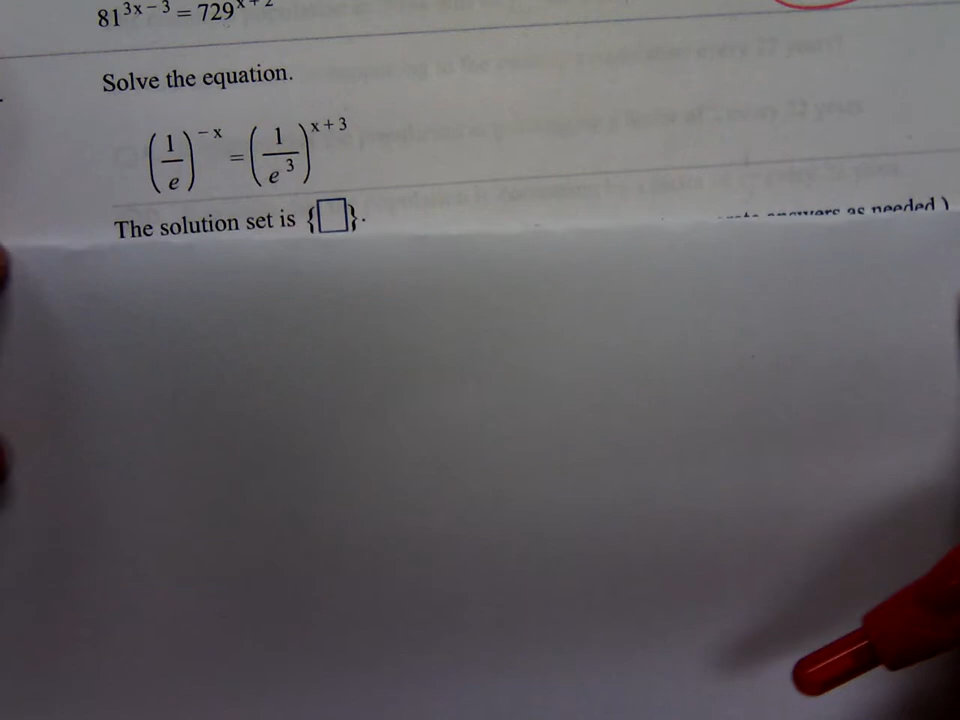 81^{3x − 3} = 729^{x + 2}
Solve the equation.
(1/e)^{−x} = (1/e^3)^{x + 3}
The solution set is {□}.
answers as needed.)